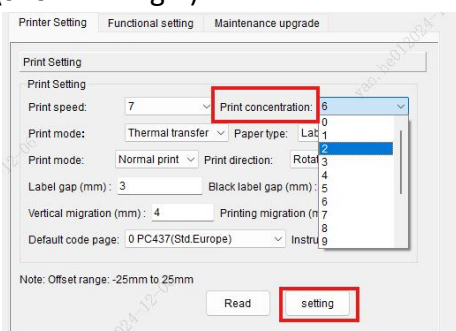 Printer Setting Functional setting Maintenance upgrade
Print Setting
Print Setting
Print speed: 7 Print concentration: 6
0
Print mode: Thermal transfer Paper type: Lab 1
2
Print mode: Normal print Print direction: Rotat 3
4
Label gap (mm) : 3 Black label gap (mm) : 5
6
Vertical migration (mm) : 4 Printing migration (m 7
8
Default code page: 0 PC437(Std.Europe) Instru 9
Note: Offset range: -25mm to 25mm
Read setting